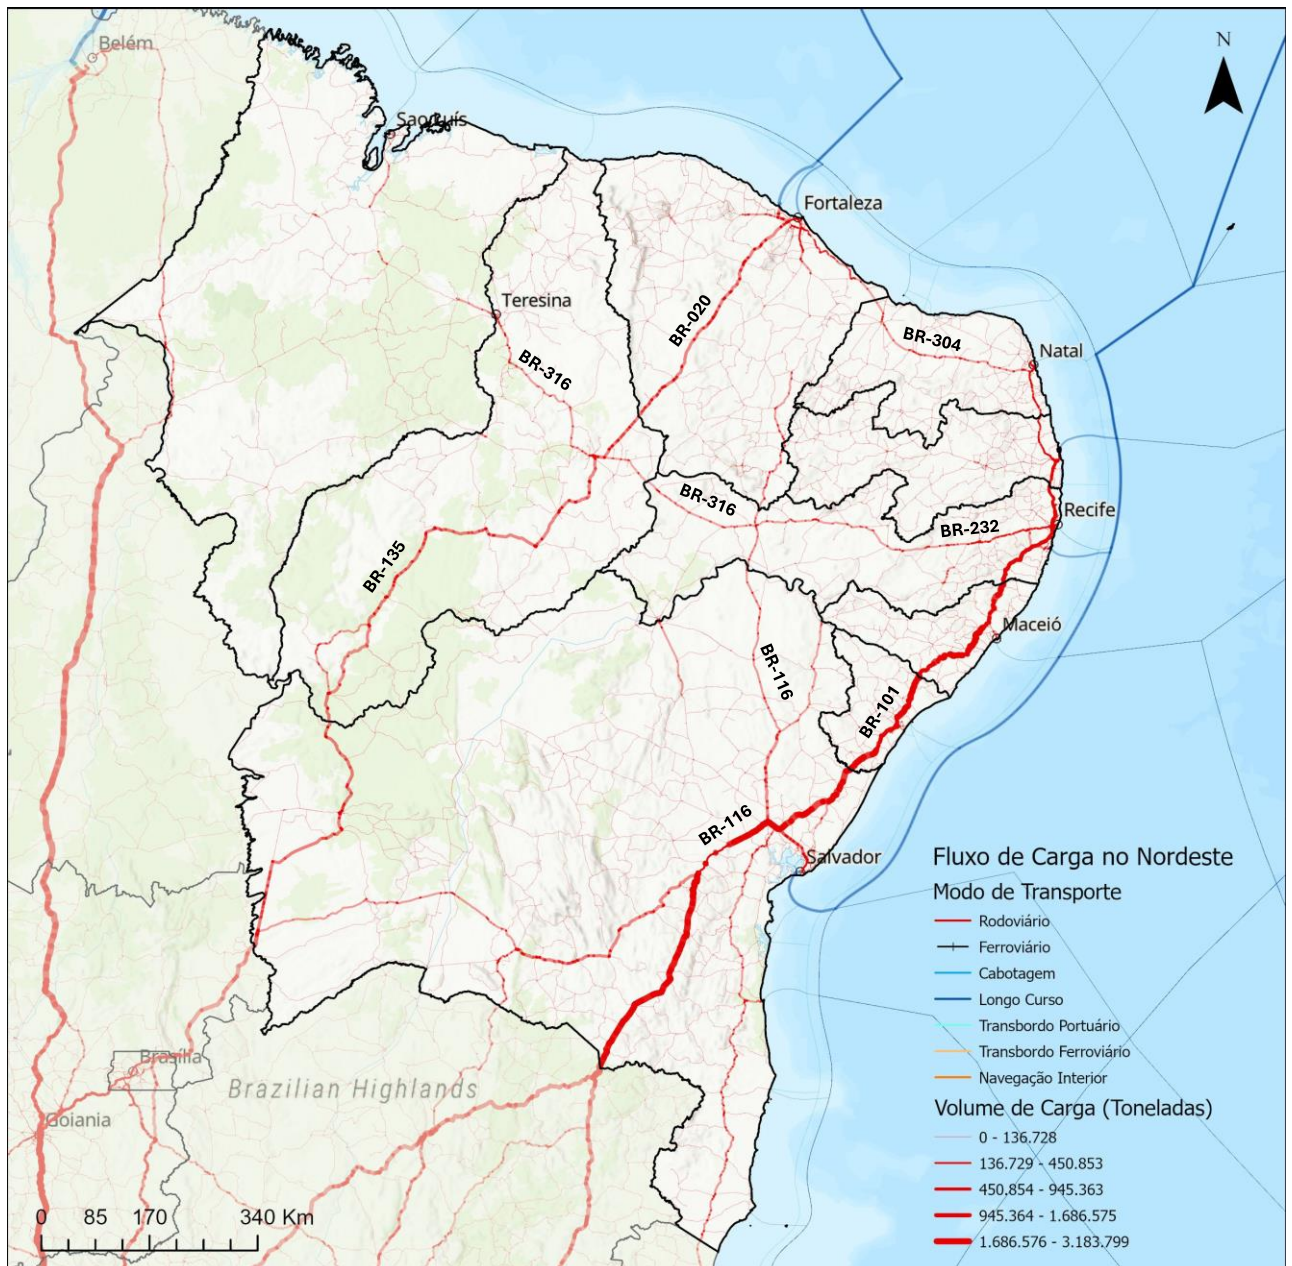 Belém
N
São Luís
Fortaleza
Teresina
BR-020
BR-304
Natal
BR-316
BR-316
Recife
BR-232
BR-135
Maceió
BR-116
BR-101
BR-116
Salvador
Brasília
Brazilian Highlands
Goiania
0 85 170 340 Km
Fluxo de Carga no Nordeste
Modo de Transporte
Rodoviário
Ferroviário
Cabotagem
Longo Curso
Transbordo Portuário
Transbordo Ferroviário
Navegação Interior
Volume de Carga (Toneladas)
0 - 136.728
136.729 - 450.853
450.854 - 945.363
945.364 - 1.686.575
1.686.576 - 3.183.799